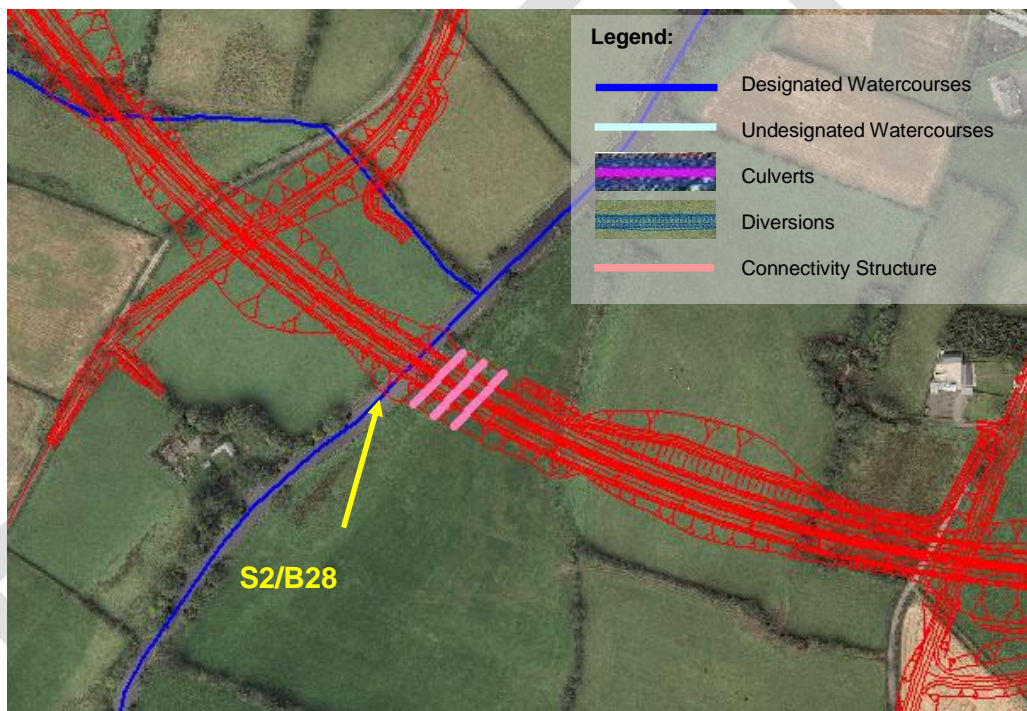 Legend:
Designated Watercourses
Undesignated Watercourses
Culverts
Diversions
Connectivity Structure
S2/B28